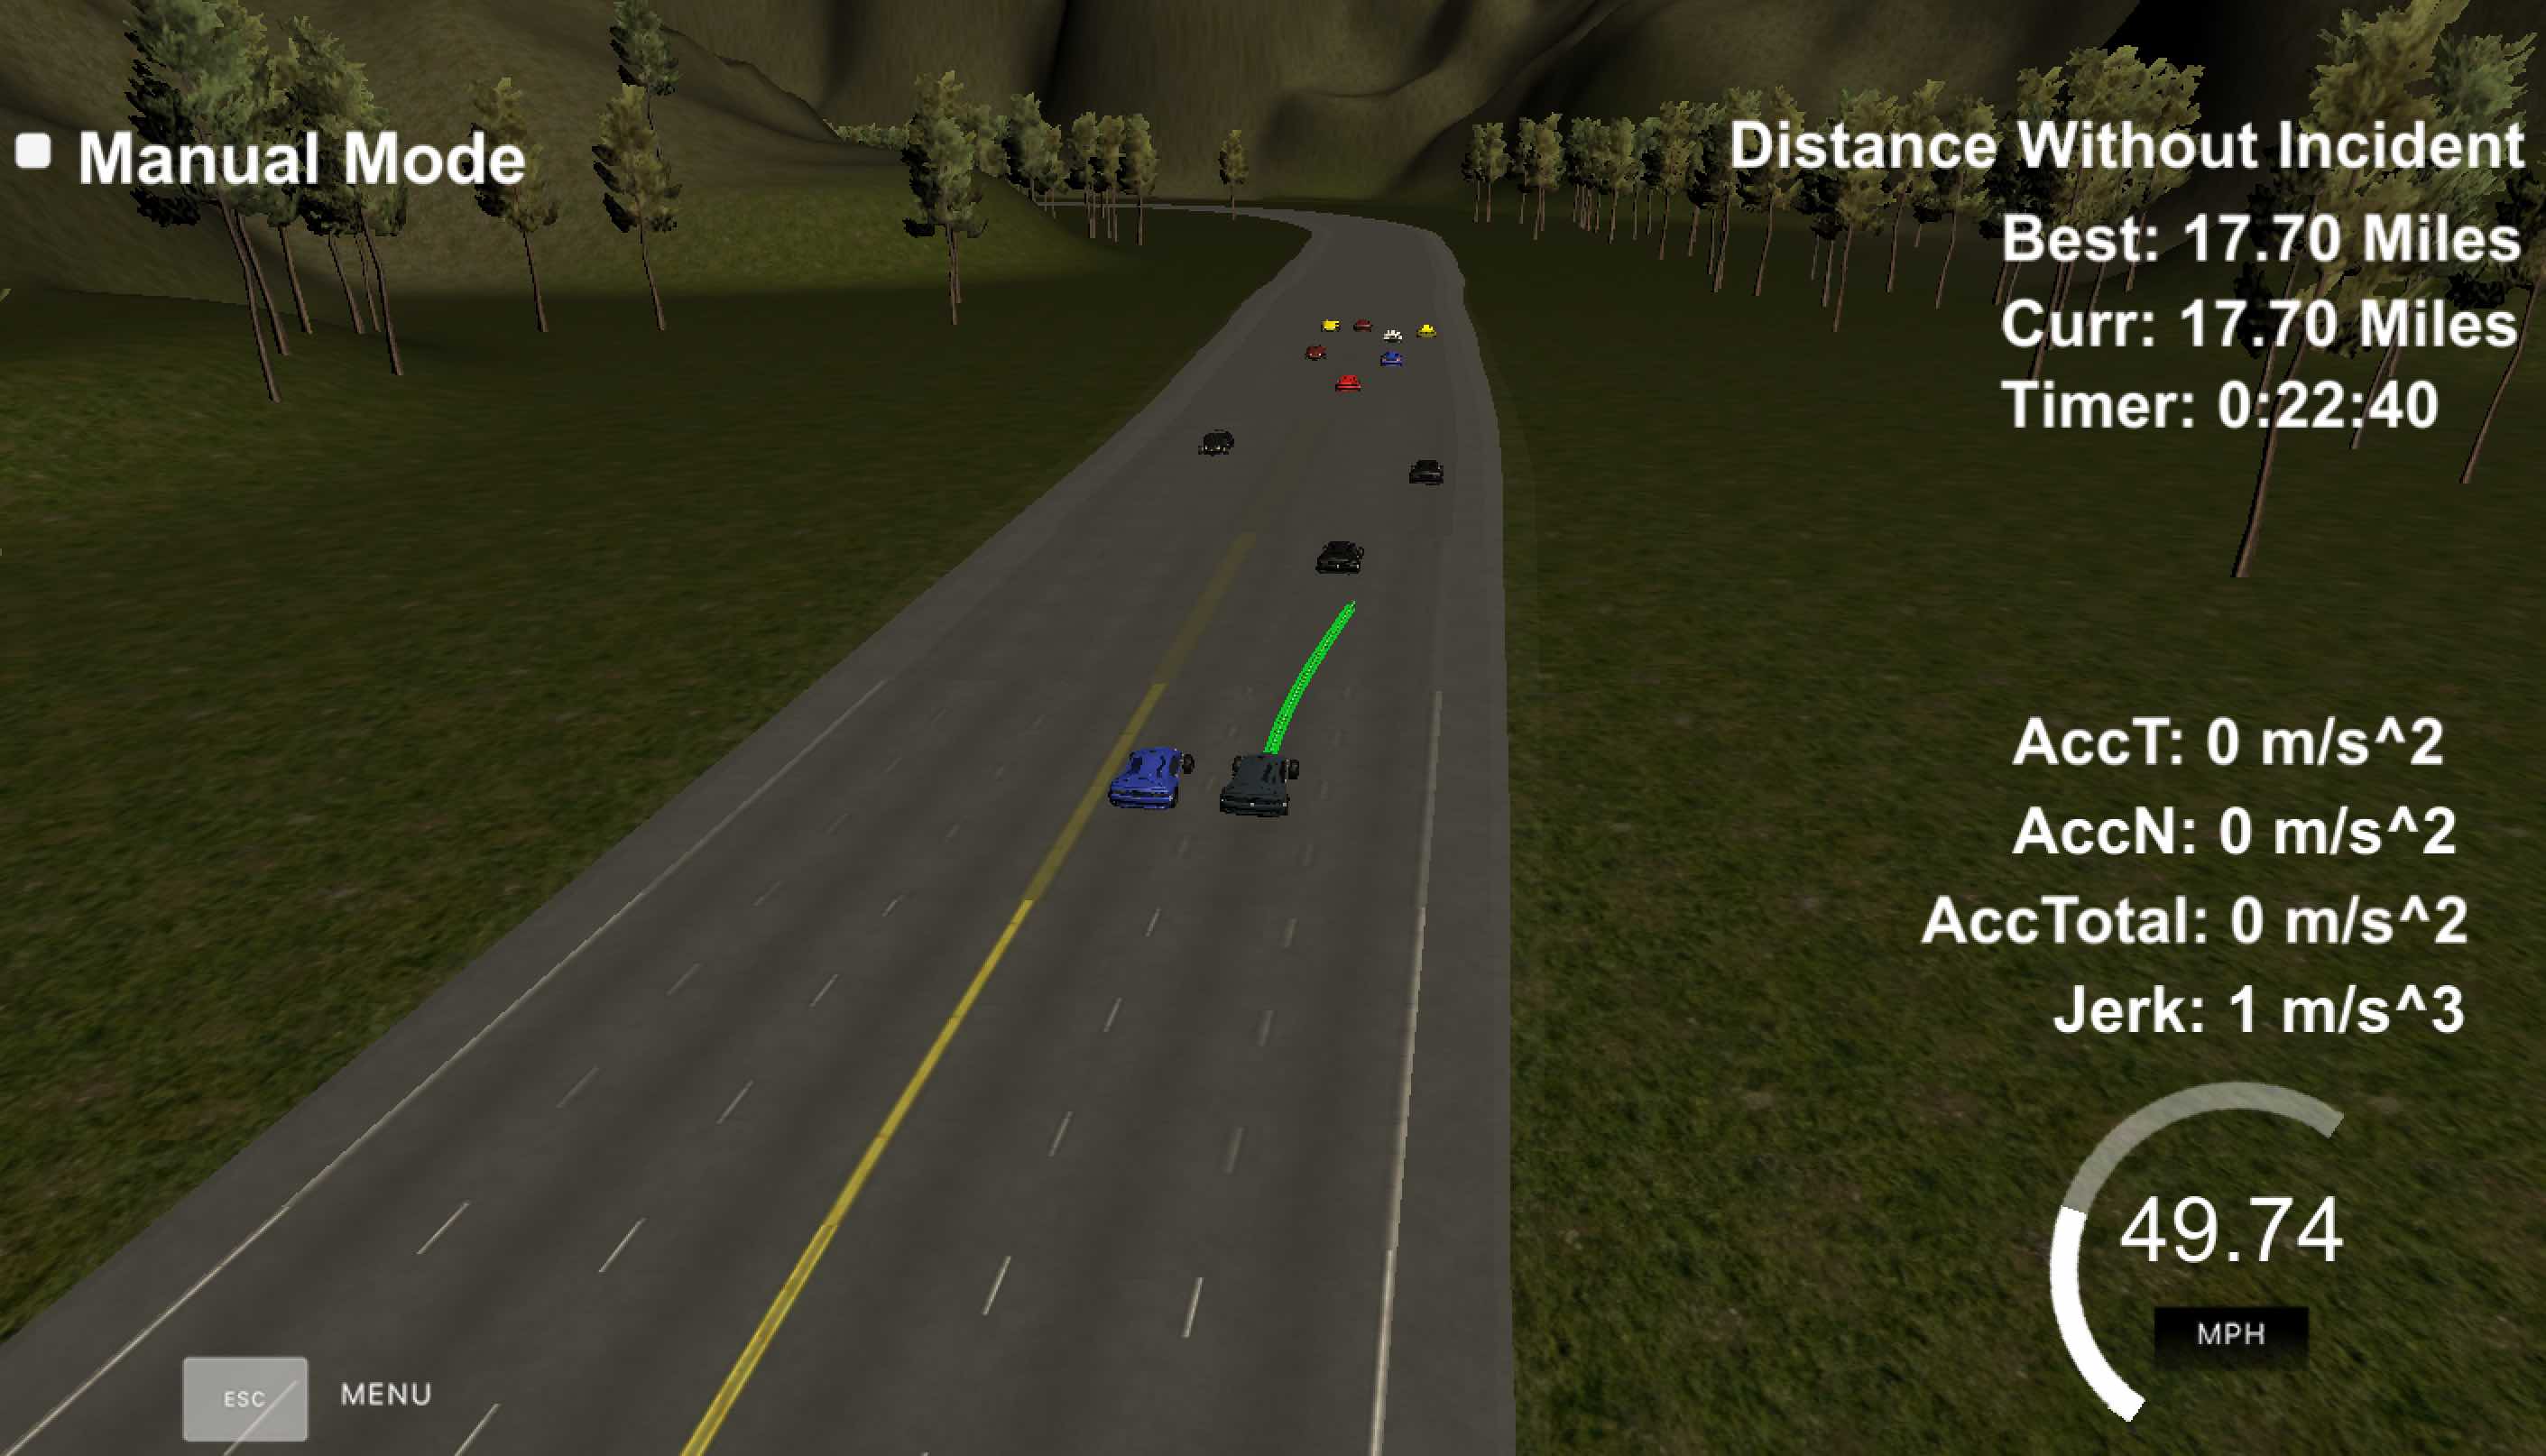 Manual Mode
Distance Without Incident
Best: 17.70 Miles
Curr: 17.70 Miles
Timer: 0:22:40
AccT: 0 m/s^2
AccN: 0 m/s^2
AccTotal: 0 m/s^2
Jerk: 1 m/s^3
49.74
MPH
ESC MENU